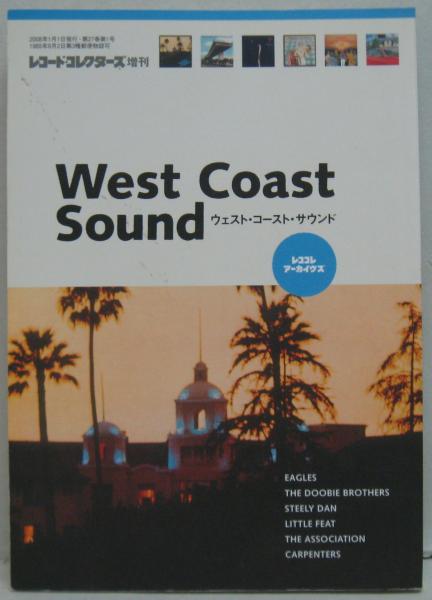 2008年1月1日発行・第27巻第1号
1985年8月2日第3種郵便物認可
レコード・コレクターズ 増刊
West Coast
Sound ウェスト・コースト・サウンド
レココレ
アーカイヴズ
EAGLES
THE DOOBIE BROTHERS
STEELY DAN
LITTLE FEAT
THE ASSOCIATION
CARPENTERS